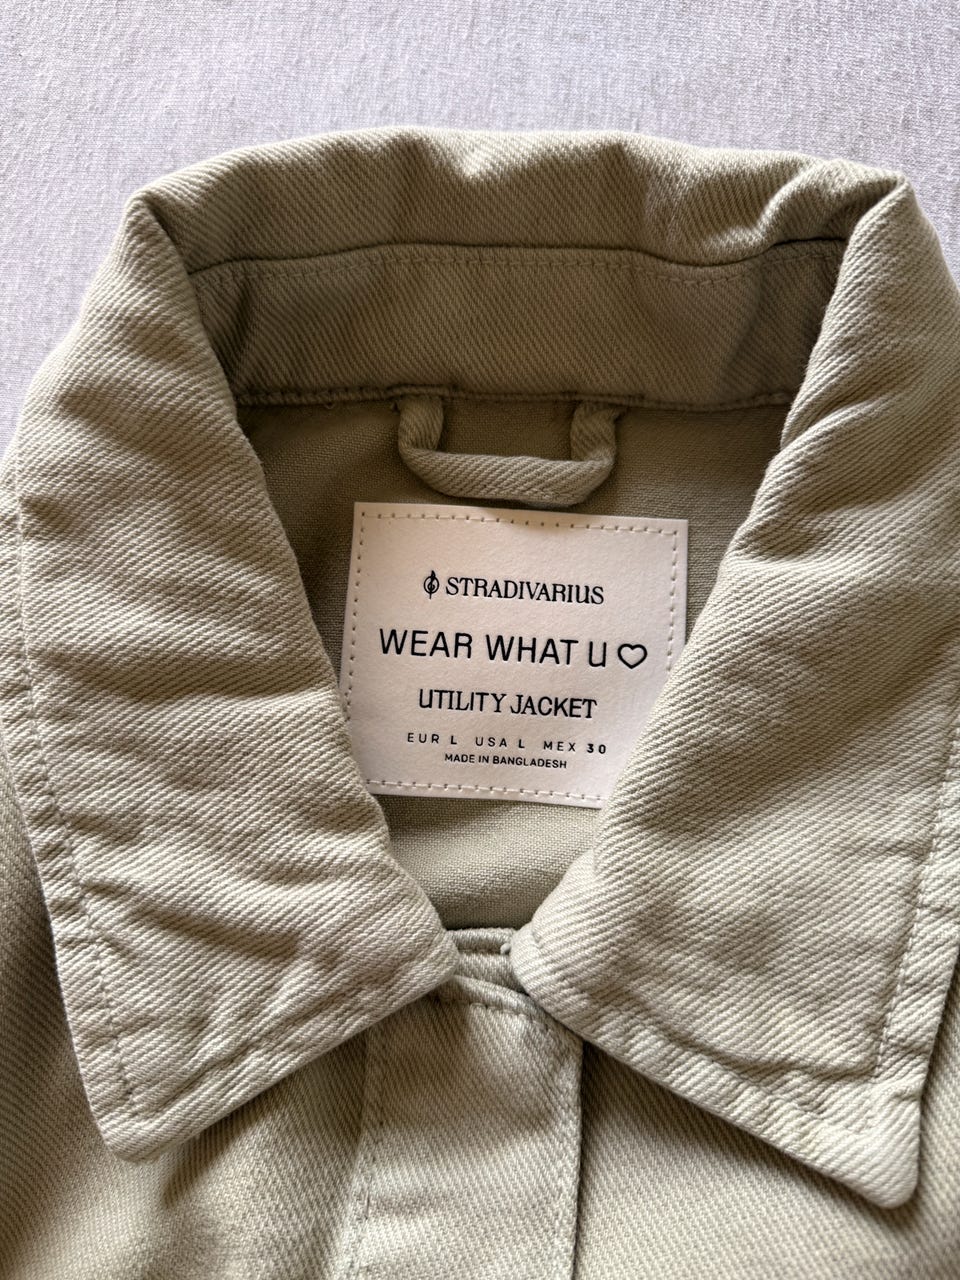 STRADIVARIUS
WEAR WHAT U ♡
UTILITY JACKET
EUR L USA L MEX 30
MADE IN BANGLADESH